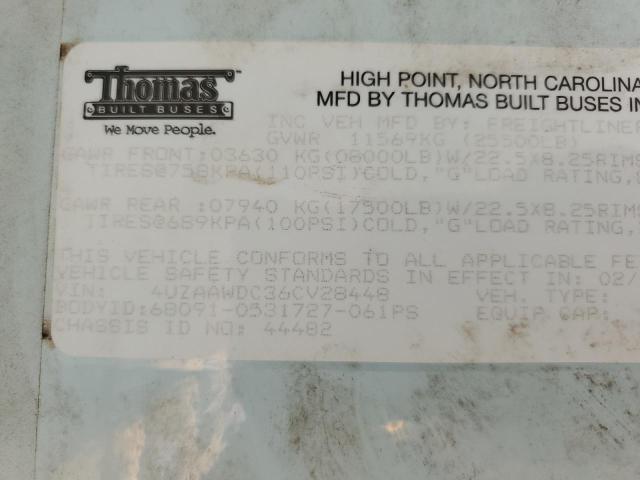 Thomas
BUILT BUSES
We Move People.
HIGH POINT, NORTH CAROLINA
MFD BY THOMAS BUILT BUSES IN
INC VEH MFD BY: FREIGHTLINER
GVWR 11569KG (25500LB)
GAWR FRONT:03630 KG(08000LB)W/22.5X8.25RIMS
TIRES@758KPA(110PSI)COLD,"G"LOAD RATING,
GAWR REAR :07940 KG(17500LB)W/22.5X8.25RIMS
TIRES@689KPA(100PSI)COLD,"G"LOAD RATING,
THIS VEHICLE CONFORMS TO ALL APPLICABLE FE
VEHICLE SAFETY STANDARDS IN EFFECT IN: 02/
VIN: 4UZAAWDC36CV28448 VEH. TYPE:
BODYID:68091-0531727-061PS EQUIP CAP:
CHASSIS ID NO: 44482